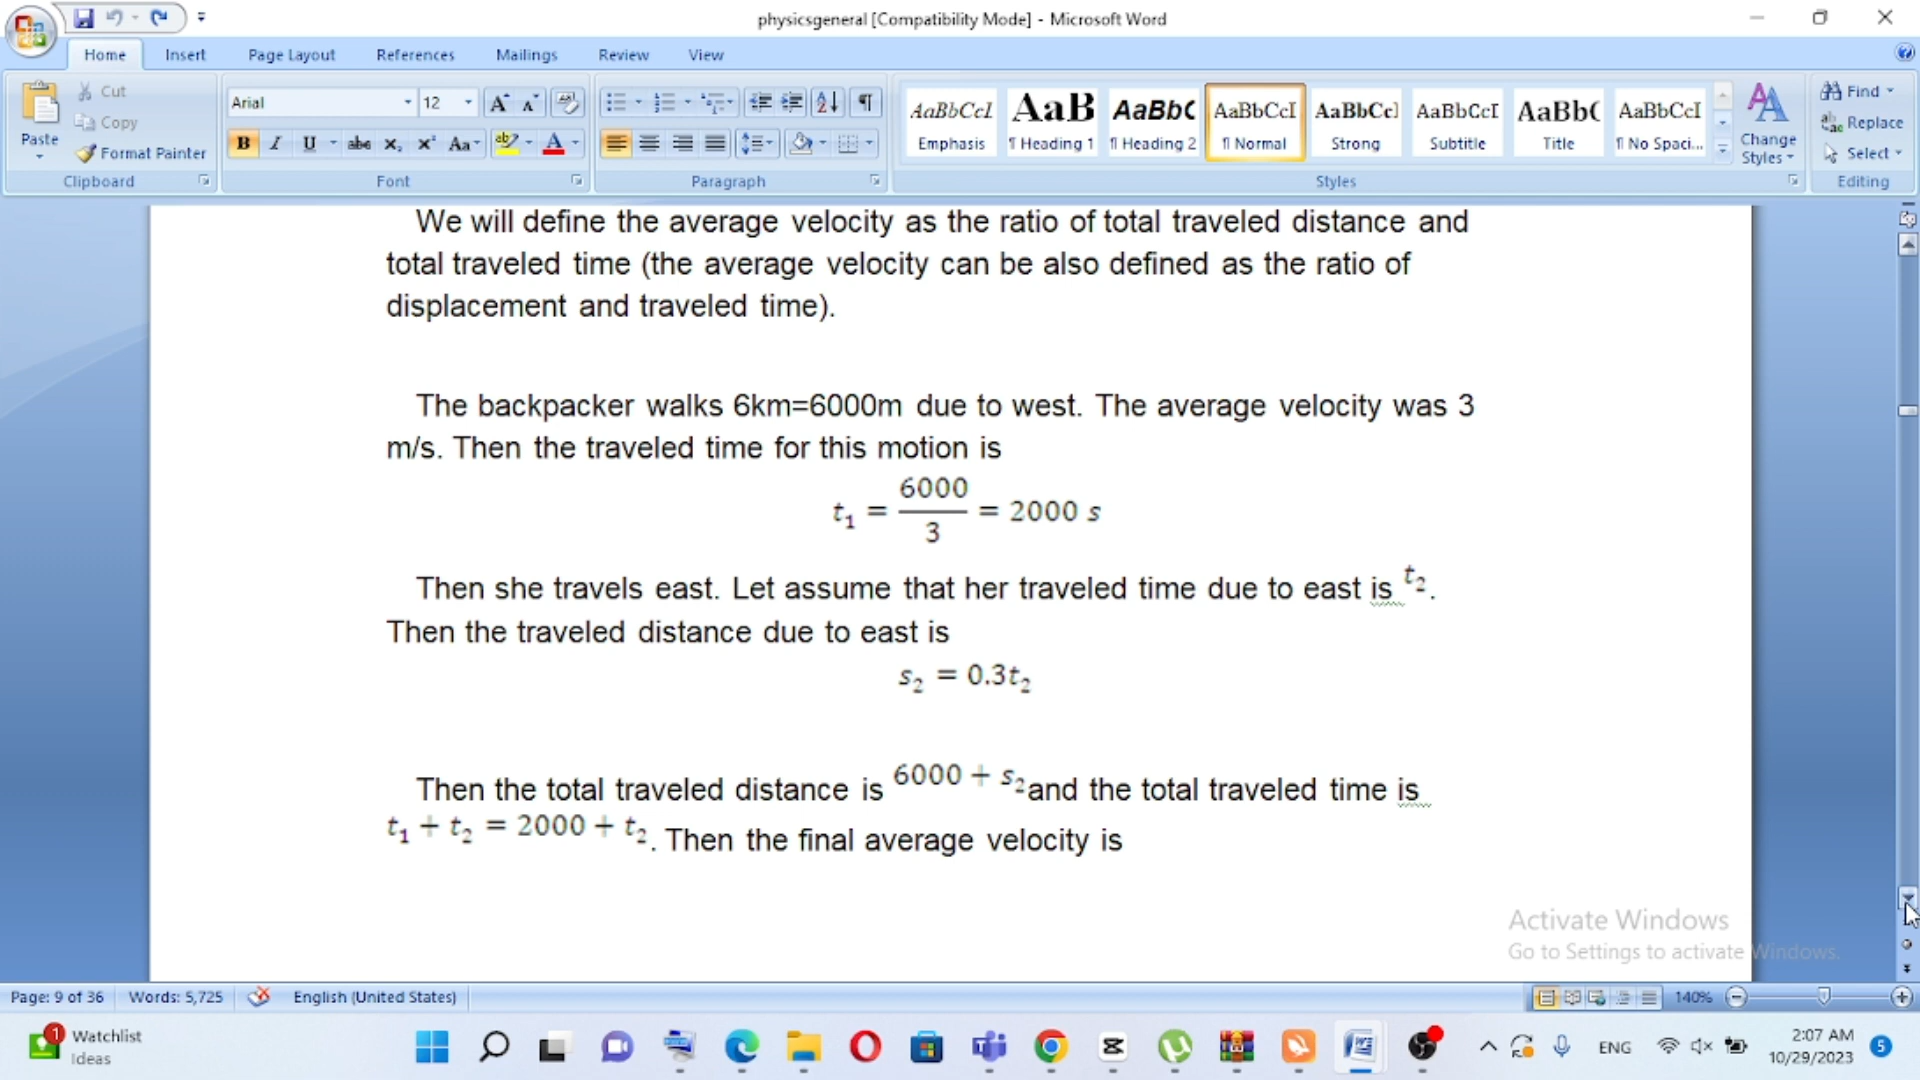 physicsgeneral [Compatibility Mode] - Microsoft Word
Home Insert Page Layout References Mailings Review View
Paste
Cut
Copy
Format Painter
Clipboard
Arial 12
B I U abc x₂ x² Aa ab A
Font
Paragraph
AaBbCcI AaB AaBbC AaBbCcI AaBbCcI AaBbCcI AaBb( AaBbCcI
Emphasis ¶ Heading 1 ¶ Heading 2 ¶ Normal Strong Subtitle Title ¶ No Spaci...
Change
Styles
Styles
Find
Replace
Select
Editing
We will define the average velocity as the ratio of total traveled distance and
total traveled time (the average velocity can be also defined as the ratio of
displacement and traveled time).
The backpacker walks 6km=6000m due to west. The average velocity was 3
m/s. Then the traveled time for this motion is
t₁ = 6000/3 = 2000 s
Then she travels east. Let assume that her traveled time due to east is t₂.
Then the traveled distance due to east is
s₂ = 0.3t₂
Then the total traveled distance is 6000 + s₂and the total traveled time is
t₁ + t₂ = 2000 + t₂. Then the final average velocity is
Activate Windows
Go to Settings to activate Windows.
Page: 9 of 36 Words: 5,725 English (United States) 140%
1 Watchlist
Ideas
ENG
2:07 AM
10/29/2023
5